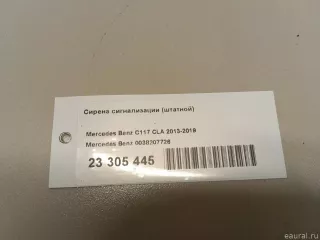 Сирена сигнализации (штатной)
Mercedes Benz C117 CLA 2013-2019
Mercedes Benz 0038207726
23 305 445
eaural.ru